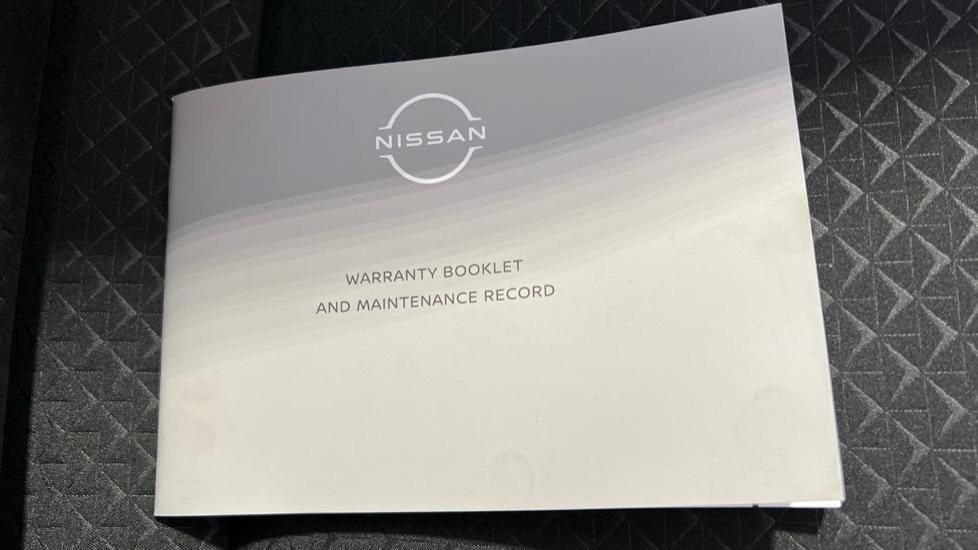 NISSAN
WARRANTY BOOKLET
AND MAINTENANCE RECORD